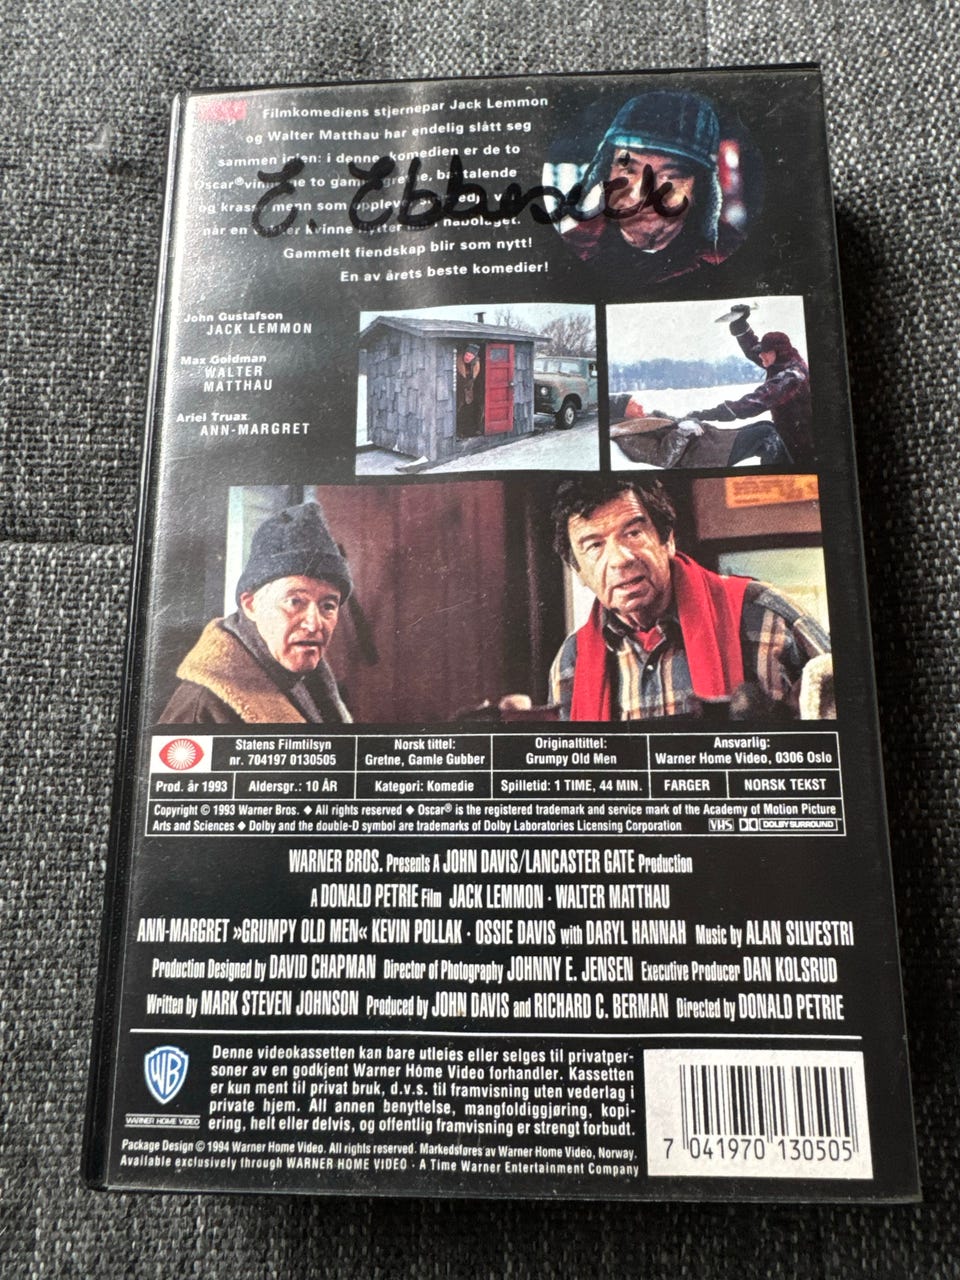 Filmkomediens stjernepar Jack Lemmon
og Walter Matthau har endelig slått seg
sammen igjen: i denne komedien er de to
Oscar®
når en kvinne flytter nabolaget.
Gammelt fiendskap blir som nytt!
En av årets beste komedier!
John Gustafson
JACK LEMMON
Max Goldman
WALTER
MATTHAU
Ariel Truax
ANN-MARGRET
Statens Filmtilsyn
nr. 704197 0130505
Norsk tittel:
Gretne, Gamle Gubber
Originaltittel:
Grumpy Old Men
Ansvarlig:
Warner Home Video, 0306 Oslo
Prod. år 1993 Aldersgr.: 10 ÅR Kategori: Komedie Spilletid: 1 TIME, 44 MIN. FARGER NORSK TEKST
Copyright © 1993 Warner Bros. ◆ All rights reserved ◆ Oscar® is the registered trademark and service mark of the Academy of Motion Picture
Arts and Sciences ◆ Dolby and the double-D symbol are trademarks of Dolby Laboratories Licensing Corporation VHS DOLBY SURROUND
WARNER BROS. Presents A JOHN DAVIS/LANCASTER GATE Production
A DONALD PETRIE Film JACK LEMMON · WALTER MATTHAU
ANN-MARGRET »GRUMPY OLD MEN« KEVIN POLLAK · OSSIE DAVIS with DARYL HANNAH Music by ALAN SILVESTRI
Production Designed by DAVID CHAPMAN Director of Photography JOHNNY E. JENSEN Executive Producer DAN KOLSRUD
Written by MARK STEVEN JOHNSON Produced by JOHN DAVIS and RICHARD C. BERMAN Directed by DONALD PETRIE
WB
WARNER HOME VIDEO
Denne videokassetten kan bare utleies eller selges til privatper-
soner av en godkjent Warner Home Video forhandler. Kassetten
er kun ment til privat bruk, d.v.s. til framvisning uten vederlag i
private hjem. All annen benyttelse, mangfoldiggjøring, kopi-
ering, helt eller delvis, og offentlig framvisning er strengt forbudt.
Package Design © 1994 Warner Home Video. All rights reserved. Markedsføres av Warner Home Video, Norway.
Available exclusively through WARNER HOME VIDEO · A Time Warner Entertainment Company
7 041970 130505